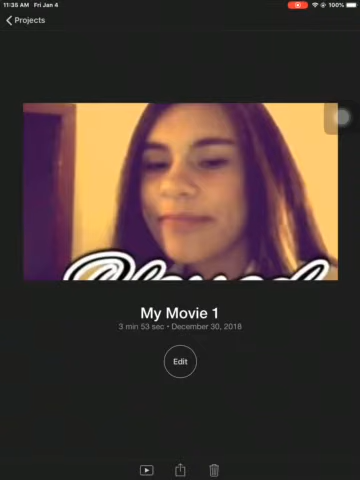 11:35 AM Fri Jan 4
100%
Projects
My Movie 1
3 min 53 sec • December 30, 2018
Edit